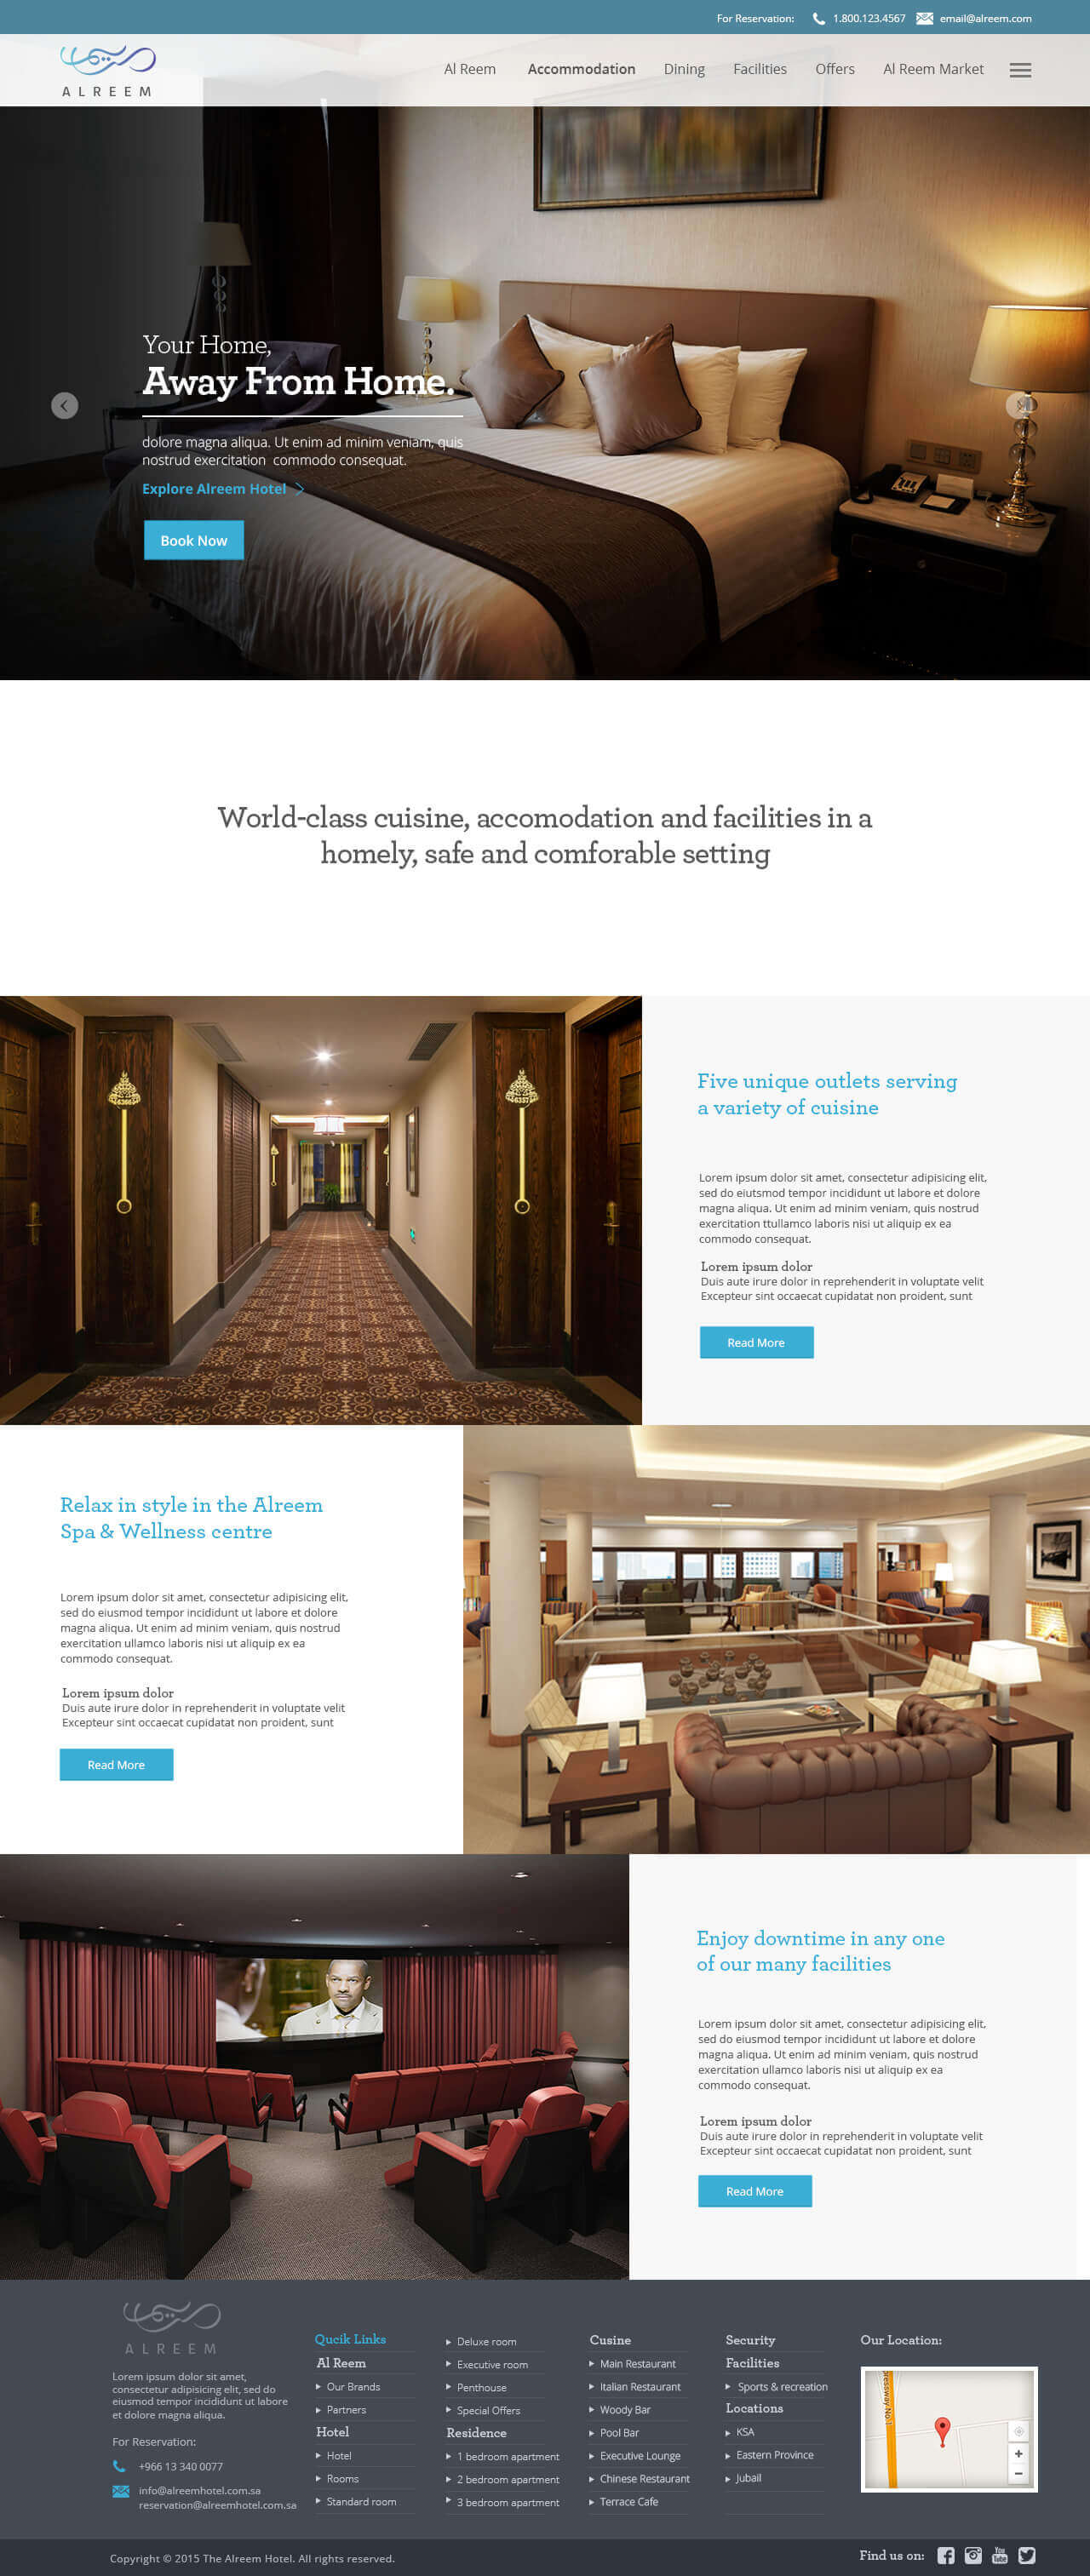 For Reservation: 1.800.123.4567 email@alreem.com
ALREEM
Al Reem Accommodation Dining Facilities Offers Al Reem Market
Your Home,
Away From Home.
dolore magna aliqua. Ut enim ad minim veniam, quis
nostrud exercitation commodo consequat.
Explore Alreem Hotel
Book Now
World-class cuisine, accomodation and facilities in a
homely, safe and comforable setting
6366
6357
Five unique outlets serving
a variety of cuisine
Lorem ipsum dolor sit amet, consectetur adipisicing elit,
sed do eiutsmod tempor incididunt ut labore et dolore
magna aliqua. Ut enim ad minim veniam, quis nostrud
exercitation ttullamco laboris nisi ut aliquip ex ea
commodo consequat.
Lorem ipsum dolor
Duis aute irure dolor in reprehenderit in voluptate velit
Excepteur sint occaecat cupidatat non proident, sunt
Read More
Relax in style in the Alreem
Spa & Wellness centre
Lorem ipsum dolor sit amet, consectetur adipisicing elit,
sed do eiusmod tempor incididunt ut labore et dolore
magna aliqua. Ut enim ad minim veniam, quis nostrud
exercitation ullamco laboris nisi ut aliquip ex ea
commodo consequat.
Lorem ipsum dolor
Duis aute irure dolor in reprehenderit in voluptate velit
Excepteur sint occaecat cupidatat non proident, sunt
Read More
Enjoy downtime in any one
of our many facilities
Lorem ipsum dolor sit amet, consectetur adipisicing elit,
sed do eiusmod tempor incididunt ut labore et dolore
magna aliqua. Ut enim ad minim veniam, quis nostrud
exercitation ullamco laboris nisi ut aliquip ex ea
commodo consequat.
Lorem ipsum dolor
Duis aute irure dolor in reprehenderit in voluptate velit
Excepteur sint occaecat cupidatat non proident, sunt
Read More
ALREEM
Lorem ipsum dolor sit amet,
consectetur adipisicing elit, sed do
eiusmod tempor incididunt ut labore
et dolore magna aliqua.
For Reservation:
+966 13 340 0077
info@alreemhotel.com.sa
reservation@alreemhotel.com.sa
Qucik Links
Al Reem
Our Brands
Partners
Hotel
Hotel
Rooms
Standard room
Deluxe room
Executive room
Penthouse
Special Offers
Residence
1 bedroom apartment
2 bedroom apartment
3 bedroom apartment
Cusine
Main Restaurant
Italian Restaurant
Woody Bar
Pool Bar
Executive Lounge
Chinese Restaurant
Terrace Cafe
Security
Facilities
Sports & recreation
Locations
KSA
Eastern Province
Jubail
Our Location:
pressway No.1
Copyright © 2015 The Alreem Hotel. All rights reserved.
Find us on:
You
Tube